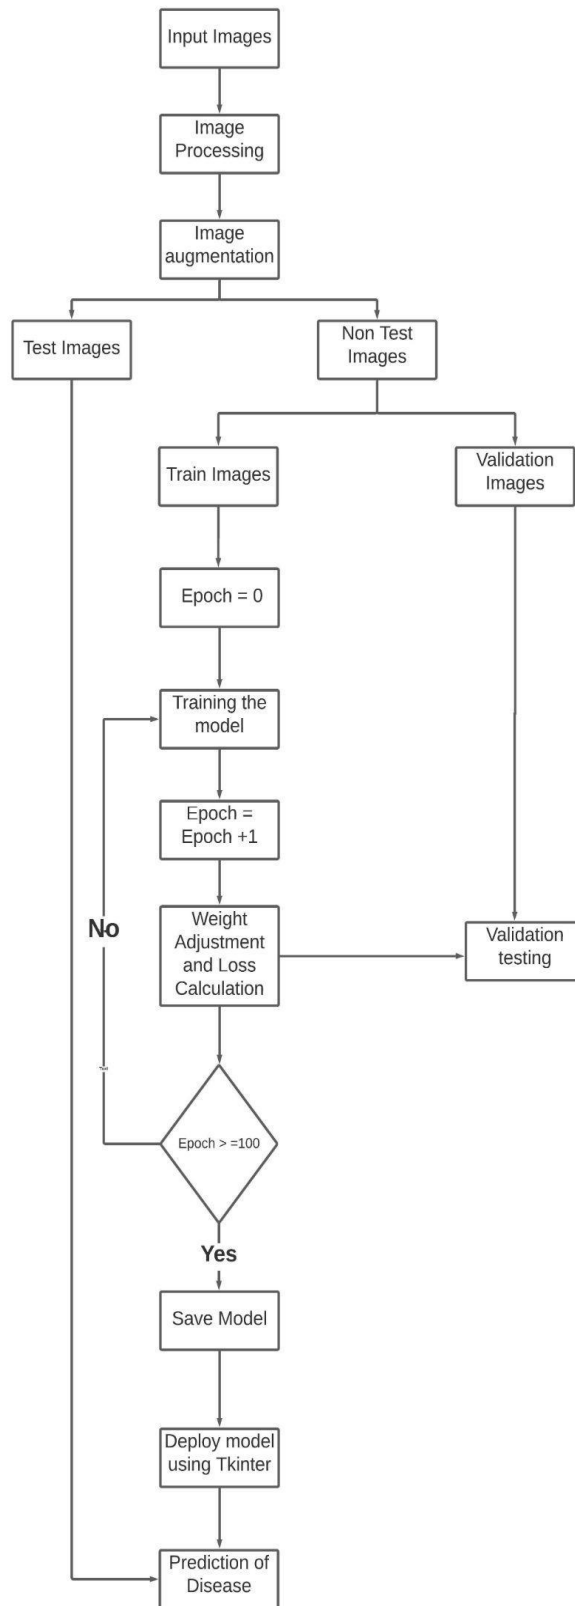 Input Images
Image
Processing
Image
augmentation
Test Images
Non Test
Images
Train Images
Validation
Images
Epoch = 0
Training the
model
Epoch =
Epoch +1
No
Weight
Adjustment
and Loss
Calculation
Validation
testing
Epoch > =100
Yes
Save Model
Deploy model
using Tkinter
Prediction of
Disease